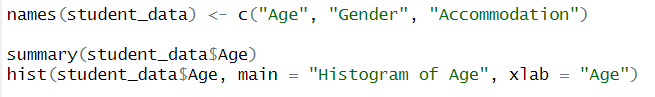 names(student_data) <- c("Age", "Gender", "Accommodation")
summary(student_data$Age)
hist(student_data$Age, main = "Histogram of Age", xlab = "Age")